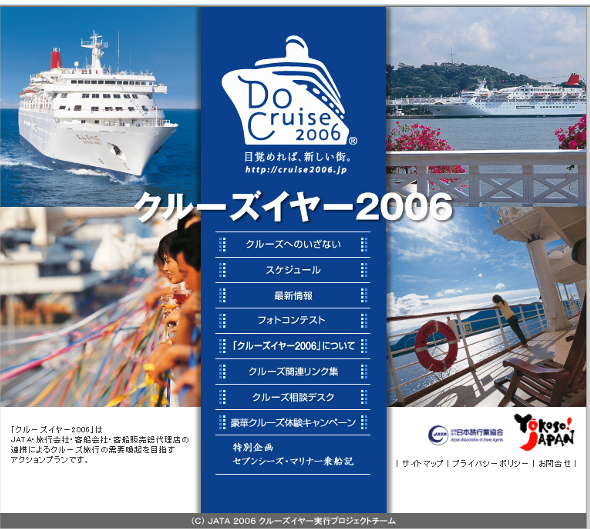 Do
Cruise
2006
®
目覚めれば、新しい街。
http://cruise2006.jp
クルーズイヤー2006
クルーズへのいざない
スケジュール
最新情報
フォトコンテスト
「クルーズイヤー2006」について
クルーズ関連リンク集
クルーズ相談デスク
豪華クルーズ体験キャンペーン
特別企画
セブンシーズ・マリナー乗船記
「クルーズイヤー2006」は
JATA・旅行会社・客船会社・客船販売総代理店の
連携によるクルーズ旅行の需要喚起を目指す
アクションプランです。
日本旅行業協会
Japan Association of Travel Agents
YŌKOSO!
JAPAN
| サイトマップ | プライバシーポリシー | お問合せ |
(C) JATA 2006 クルーズイヤー実行プロジェクトチーム